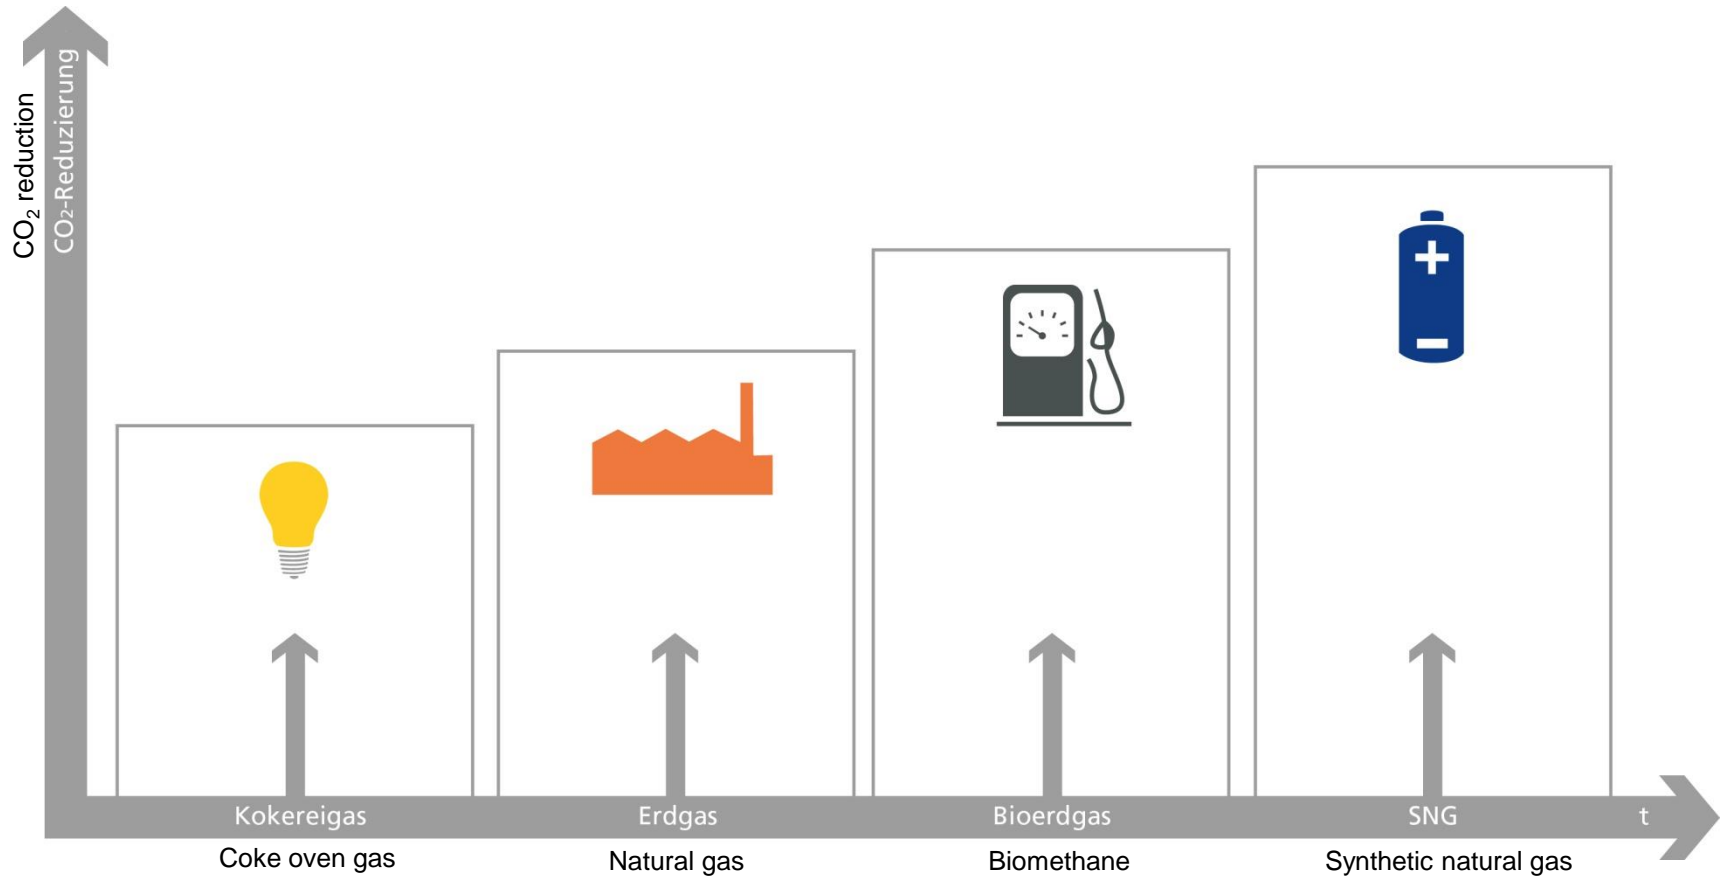 CO₂ reduction
CO₂-Reduzierung
+
−
Kokereigas
Erdgas
Bioerdgas
SNG
t
Coke oven gas
Natural gas
Biomethane
Synthetic natural gas